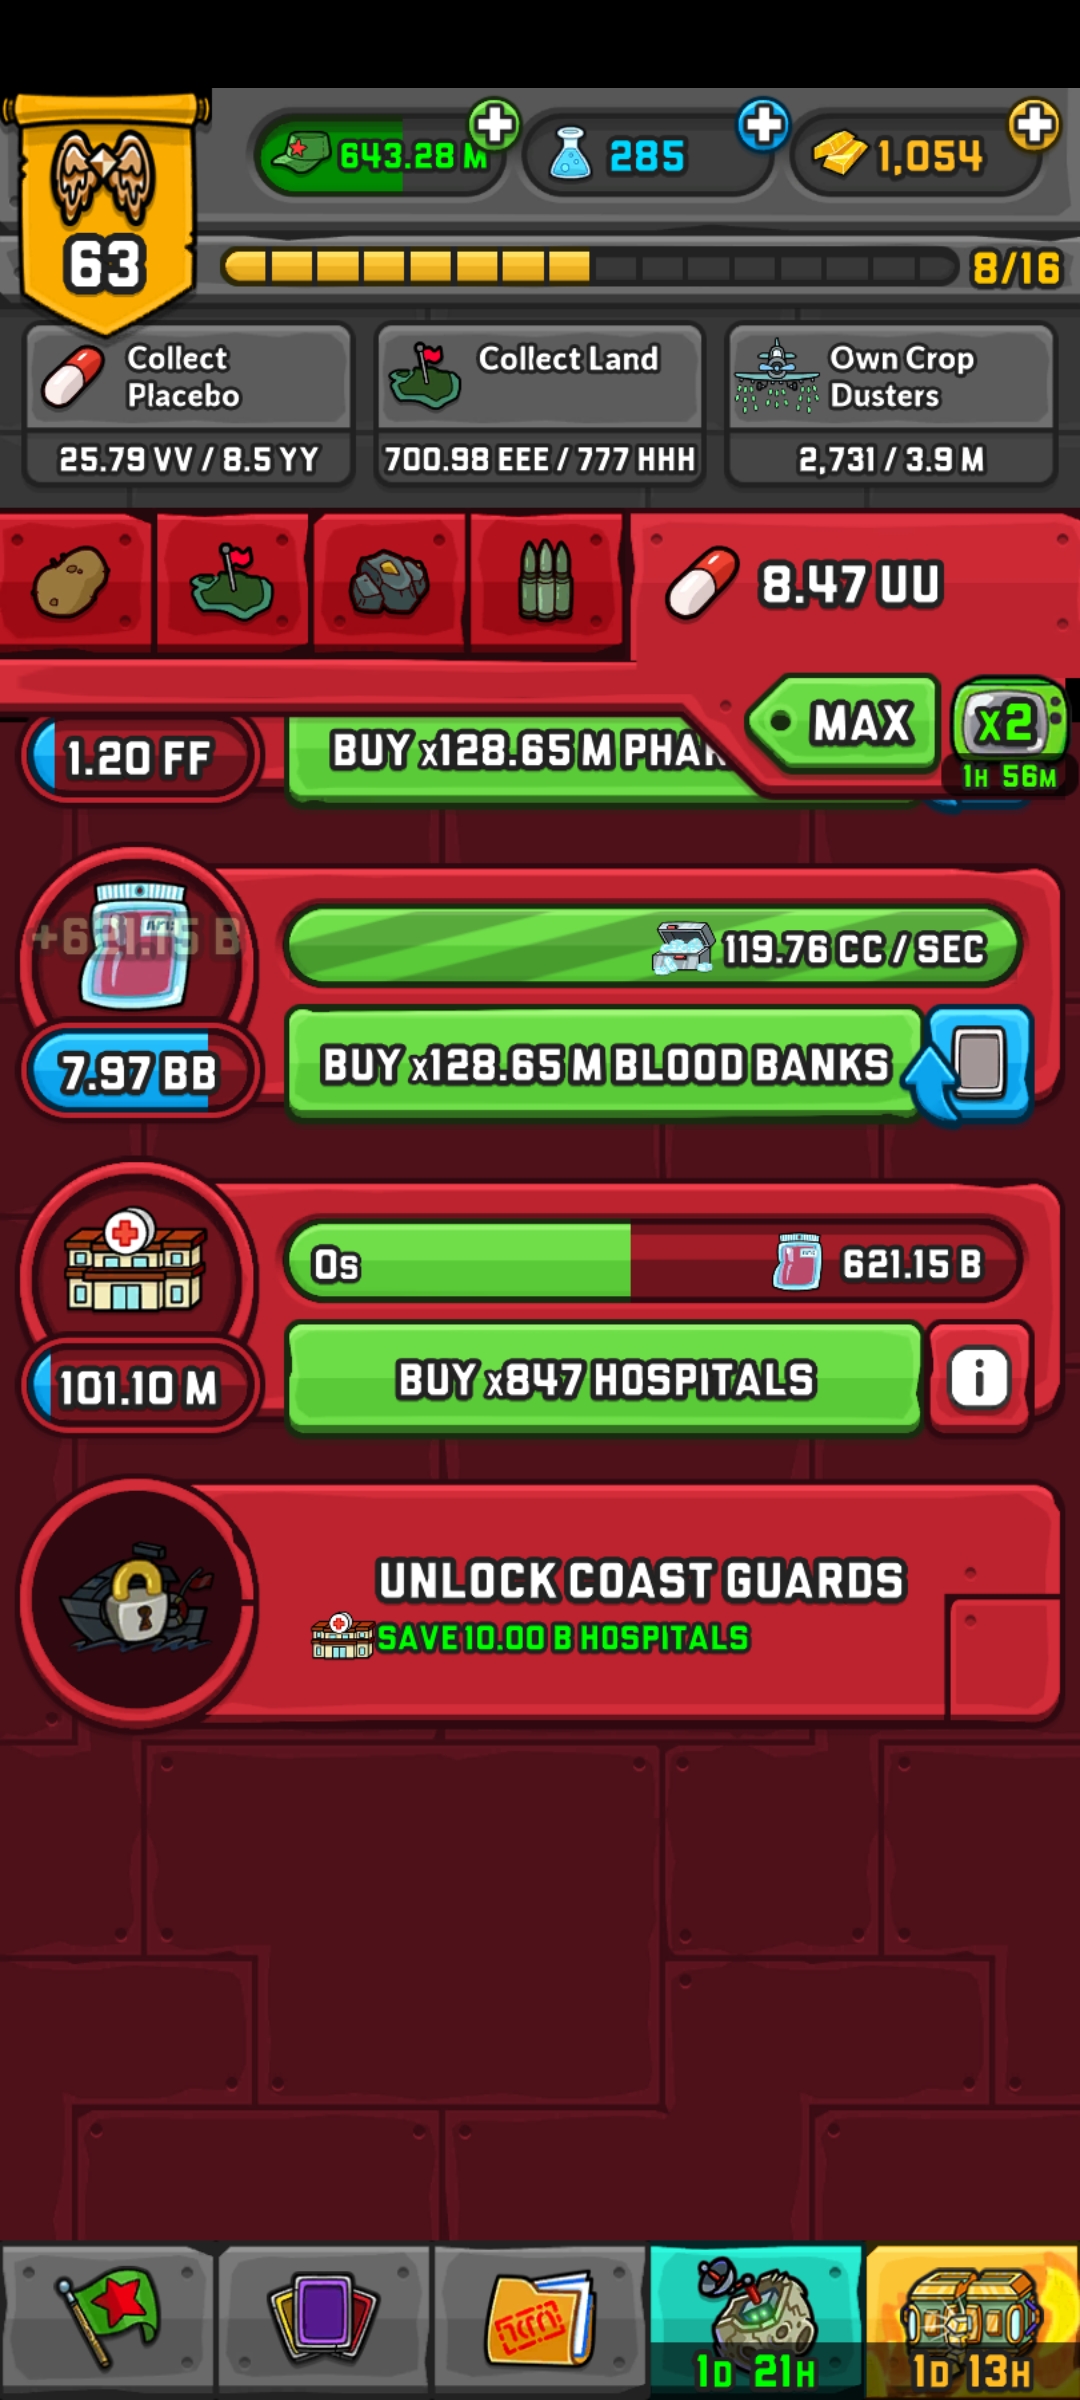 643.28 M
285
1,054
63
8/16
Collect
Placebo
25.79 VV / 8.5 YY
Collect Land
700.98 EEE / 777 HHH
Own Crop
Dusters
2,731 / 3.9 M
8.47 UU
MAX
x2
1H 56M
1.20 FF
BUY x128.65 M
+621.15 B
119.76 CC / SEC
7.97 BB
BUY x128.65 M BLOOD BANKS
0s
621.15 B
101.10 M
BUY x847 HOSPITALS
i
UNLOCK COAST GUARDS
SAVE 10.00 B HOSPITALS
1D 21H
1D 13H